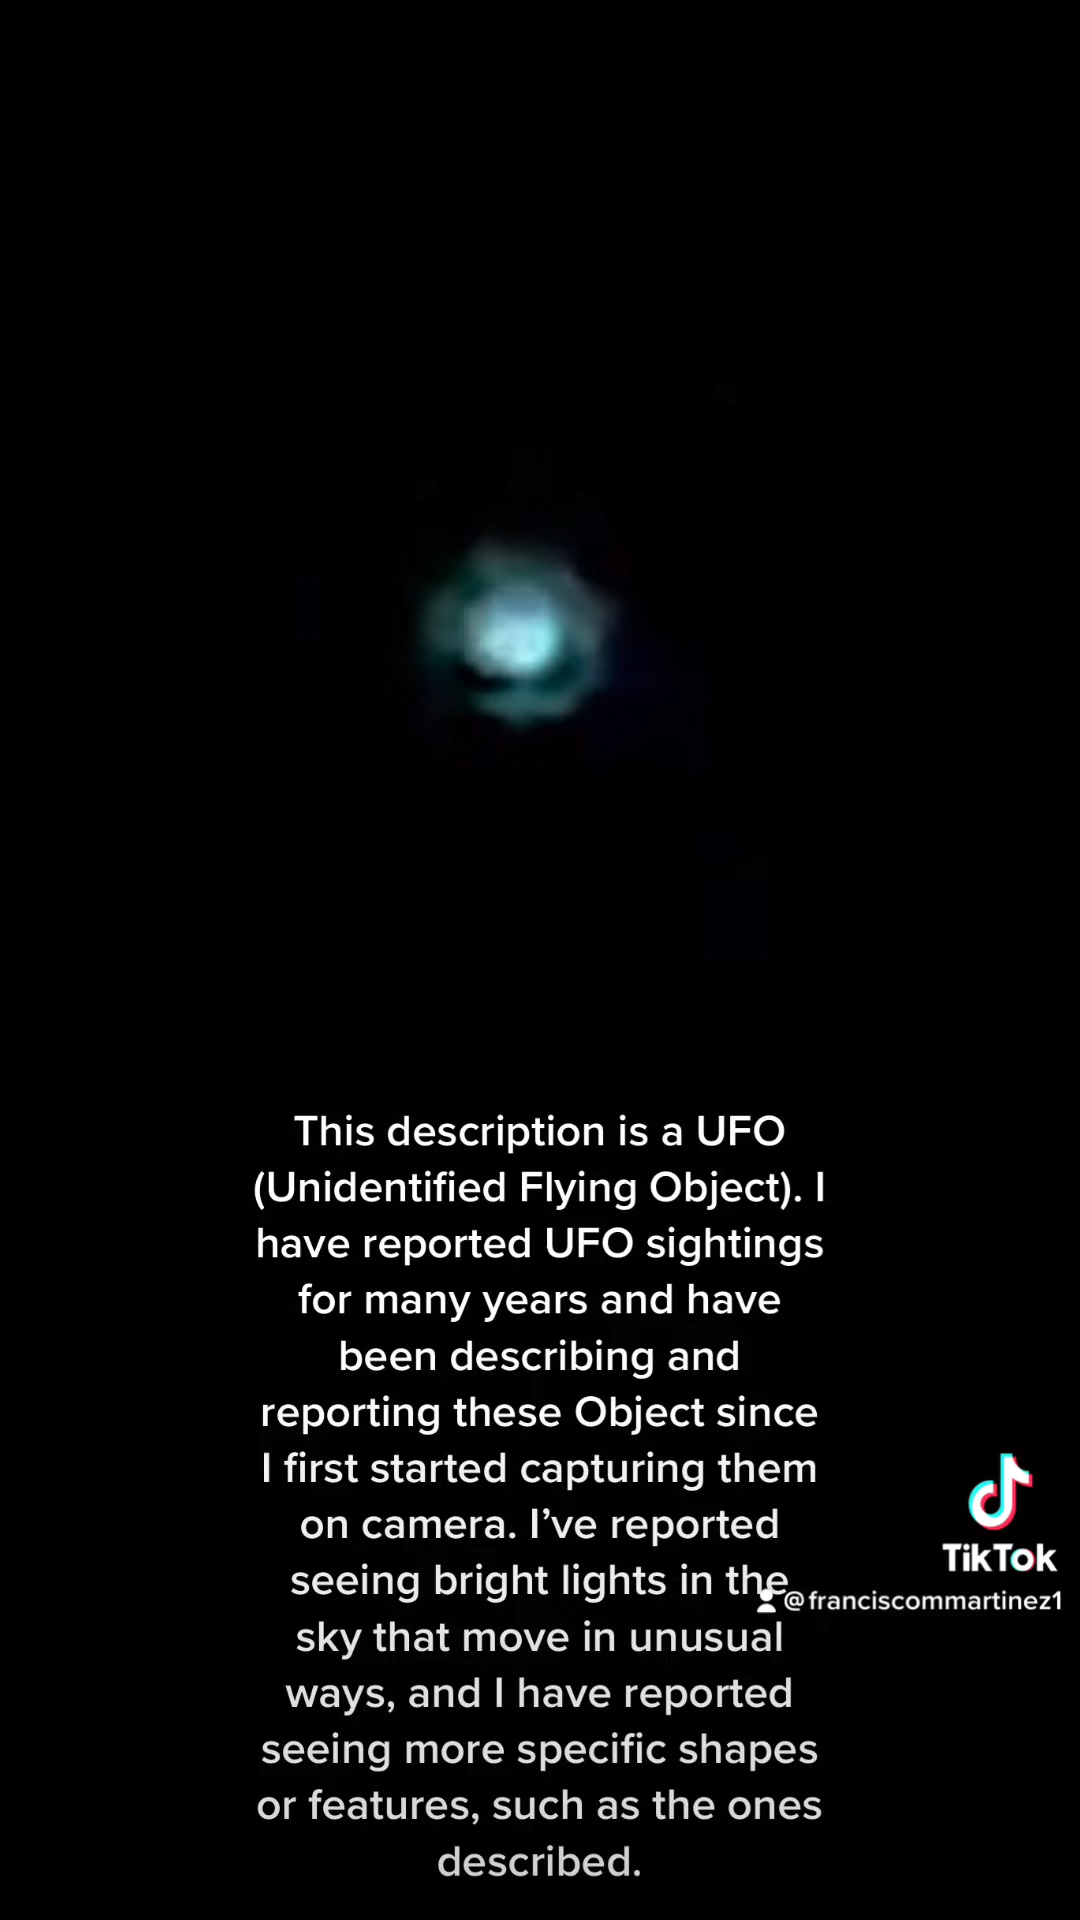 This description is a UFO
(Unidentified Flying Object). I
have reported UFO sightings
for many years and have
been describing and
reporting these Object since
I first started capturing them
on camera. I’ve reported
seeing bright lights in the
sky that move in unusual
ways, and I have reported
seeing more specific shapes
or features, such as the ones
described.
TikTok
@franciscommartinez1